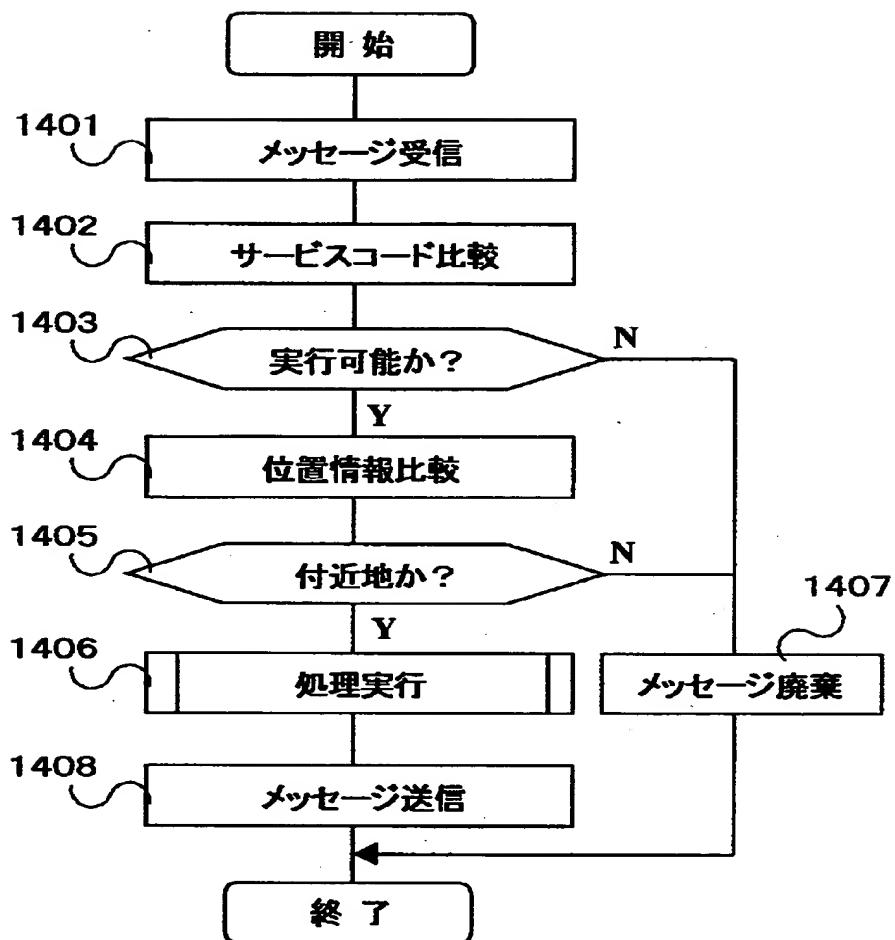 開始
1401
メッセージ受信
1402
サービスコード比較
1403
実行可能か?
N
Y
1404
位置情報比較
1405
付近地か?
N
1407
Y
1406
処理実行
メッセージ廃棄
1408
メッセージ送信
終了